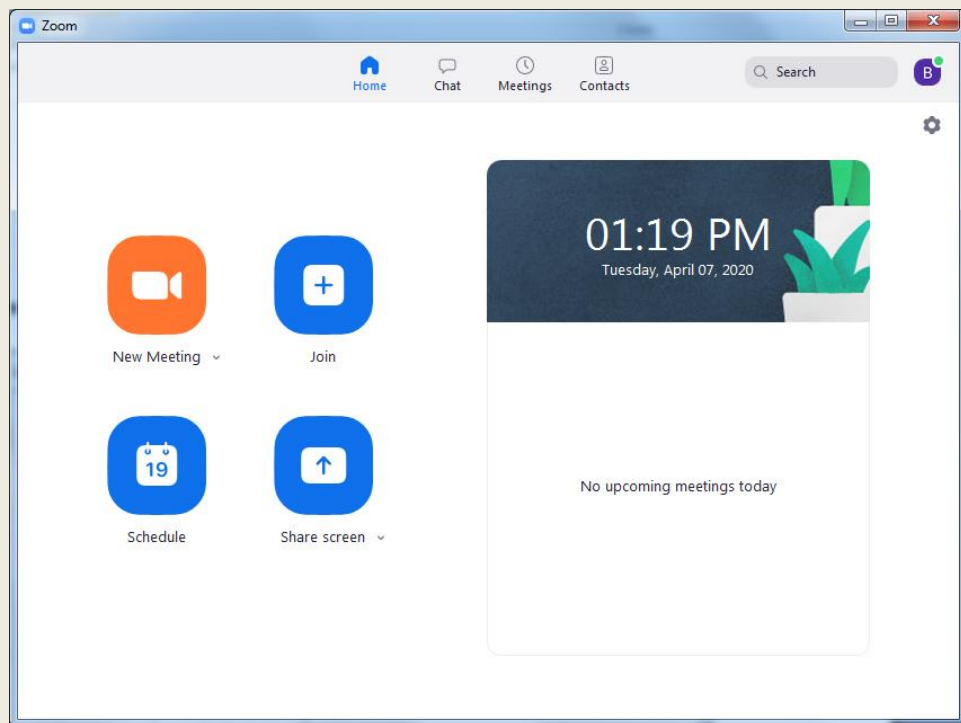 Zoom
Home Chat Meetings Contacts Search B
01:19 PM
Tuesday, April 07, 2020
New Meeting Join
19
Schedule Share screen
No upcoming meetings today